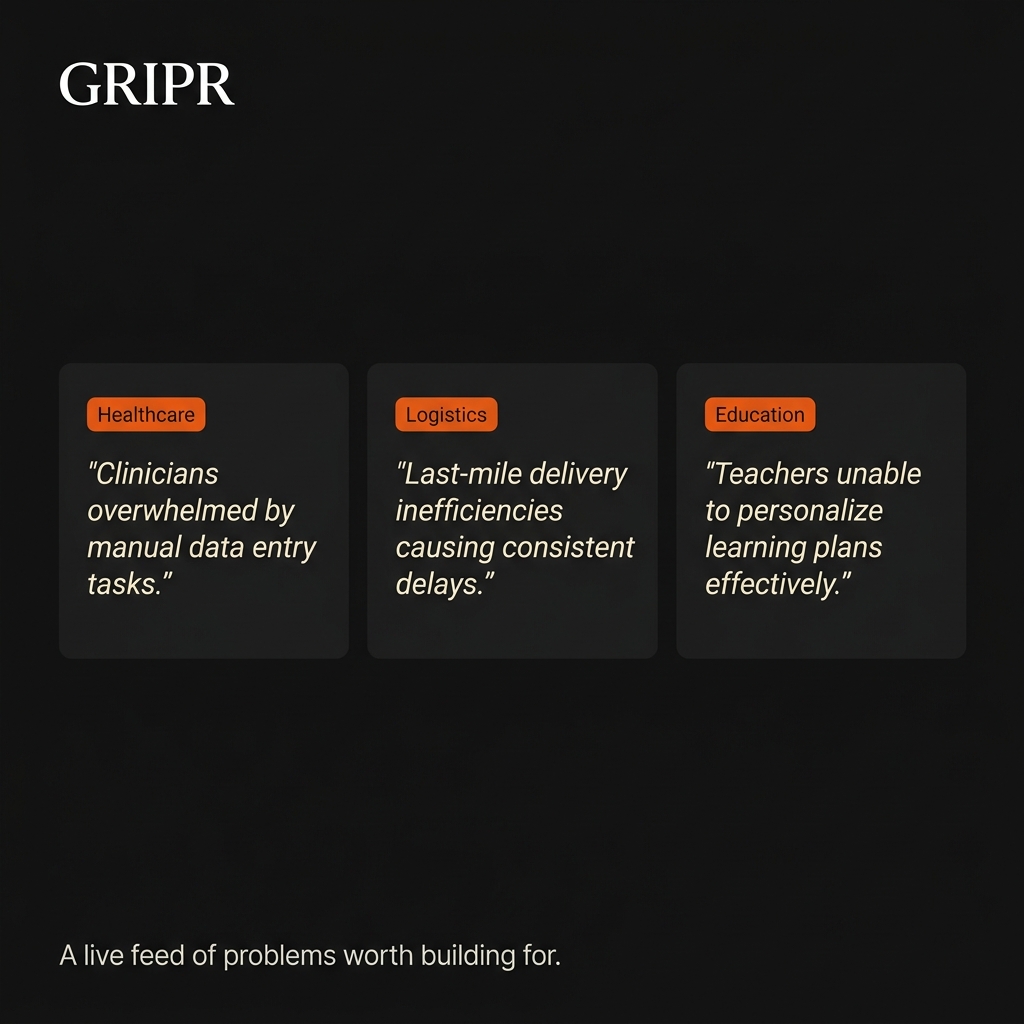 GRIPR
Healthcare
"Clinicians
overwhelmed by
manual data entry
tasks."
Logistics
"Last-mile delivery
inefficiencies
causing consistent
delays."
Education
"Teachers unable
to personalize
learning plans
effectively."
A live feed of problems worth building for.